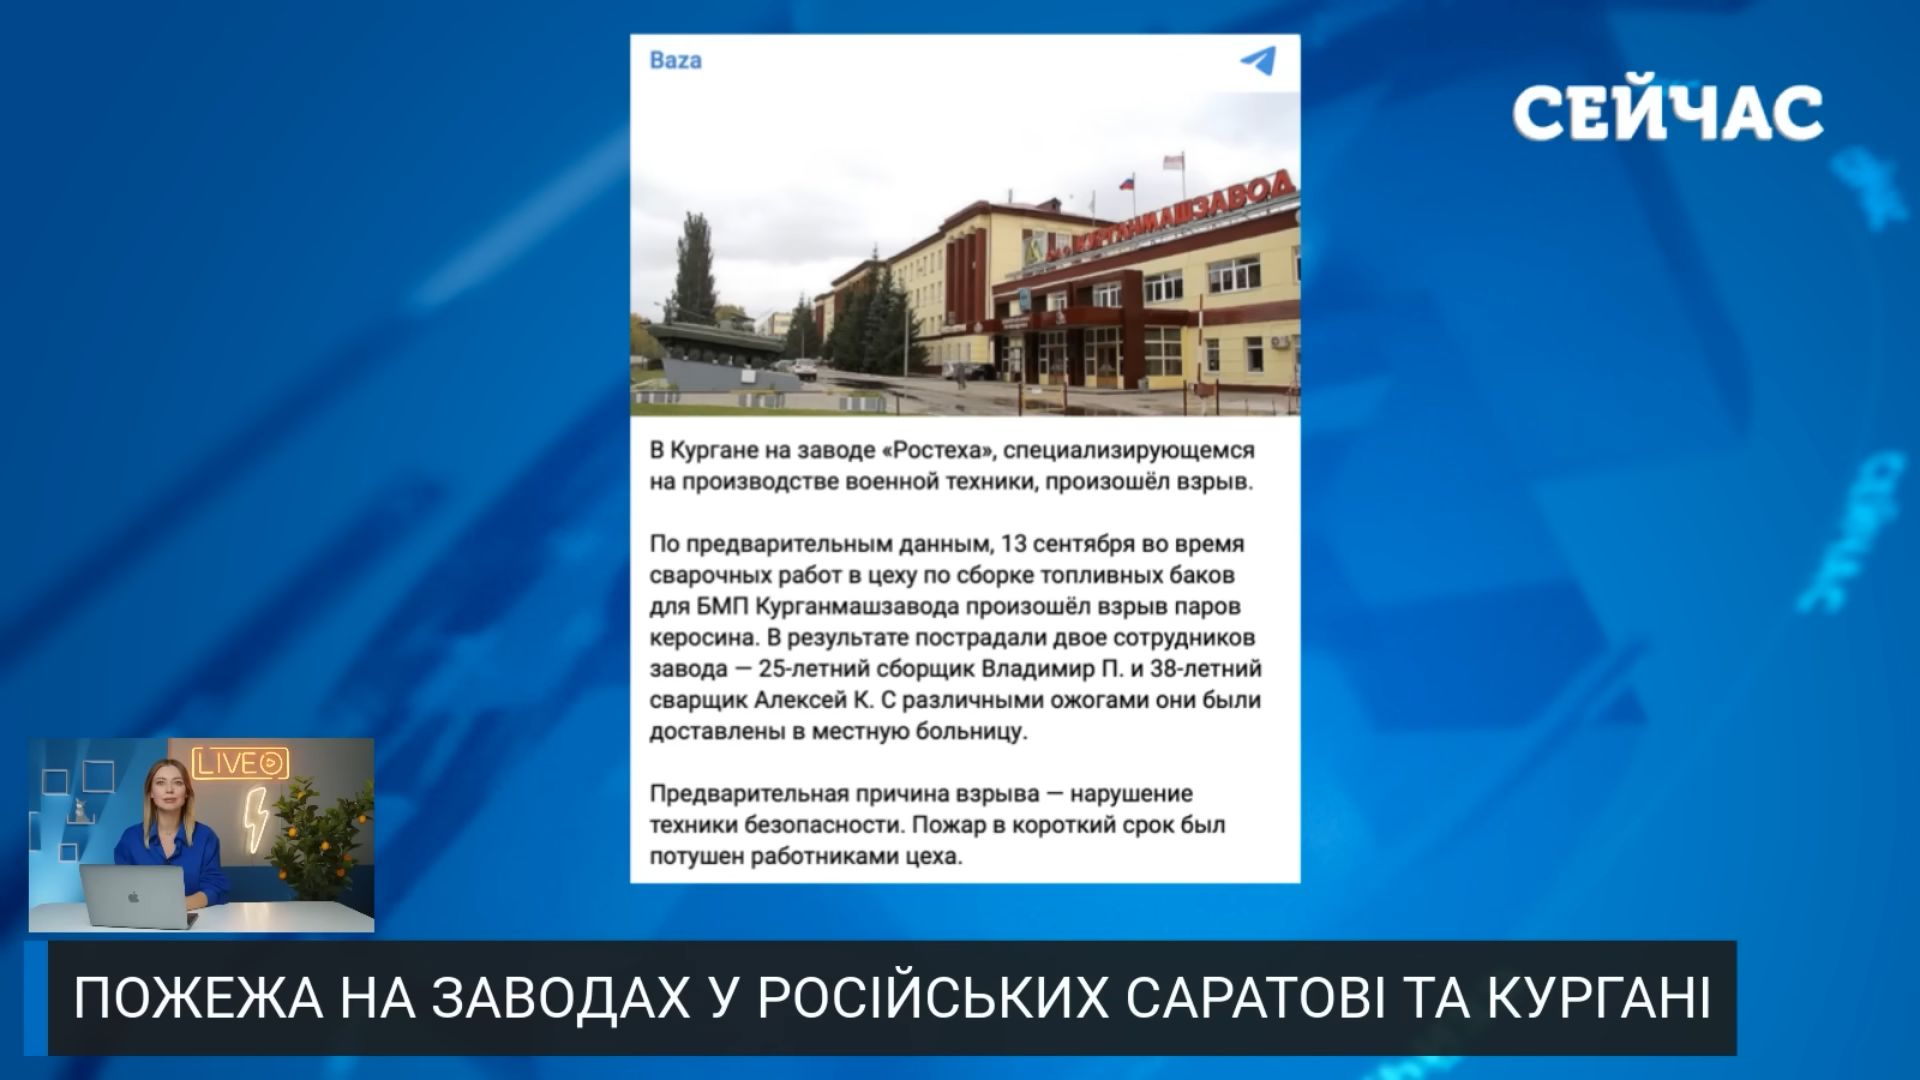 Baza
СЕЙЧАС
КУРГАНМАШЗАВОД
В Кургане на заводе «Ростеха», специализирующемся
на производстве военной техники, произошёл взрыв.
По предварительным данным, 13 сентября во время
сварочных работ в цеху по сборке топливных баков
для БМП Курганмашзавода произошёл взрыв паров
керосина. В результате пострадали двое сотрудников
завода — 25-летний сборщик Владимир П. и 38-летний
сварщик Алексей К. С различными ожогами они были
доставлены в местную больницу.
Предварительная причина взрыва — нарушение
техники безопасности. Пожар в короткий срок был
потушен работниками цеха.
LIVE
ПОЖЕЖА НА ЗАВОДАХ У РОСІЙСЬКИХ САРАТОВІ ТА КУРГАНІ